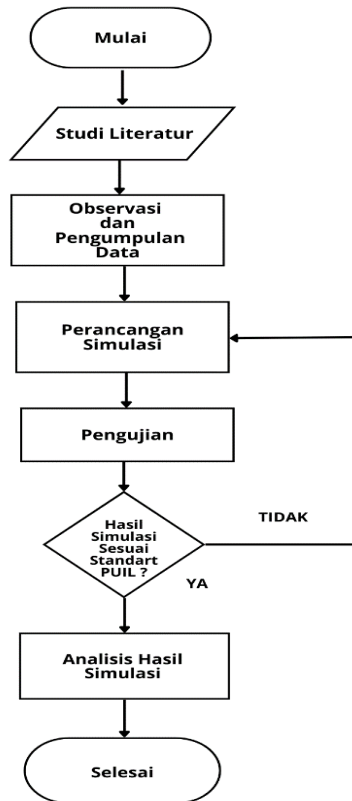 Mulai
Studi Literatur
Observasi
dan
Pengumpulan
Data
Perancangan
Simulasi
Pengujian
Hasil
Simulasi
Sesuai
Standart
PUIL ?
TIDAK
YA
Analisis Hasil
Simulasi
Selesai